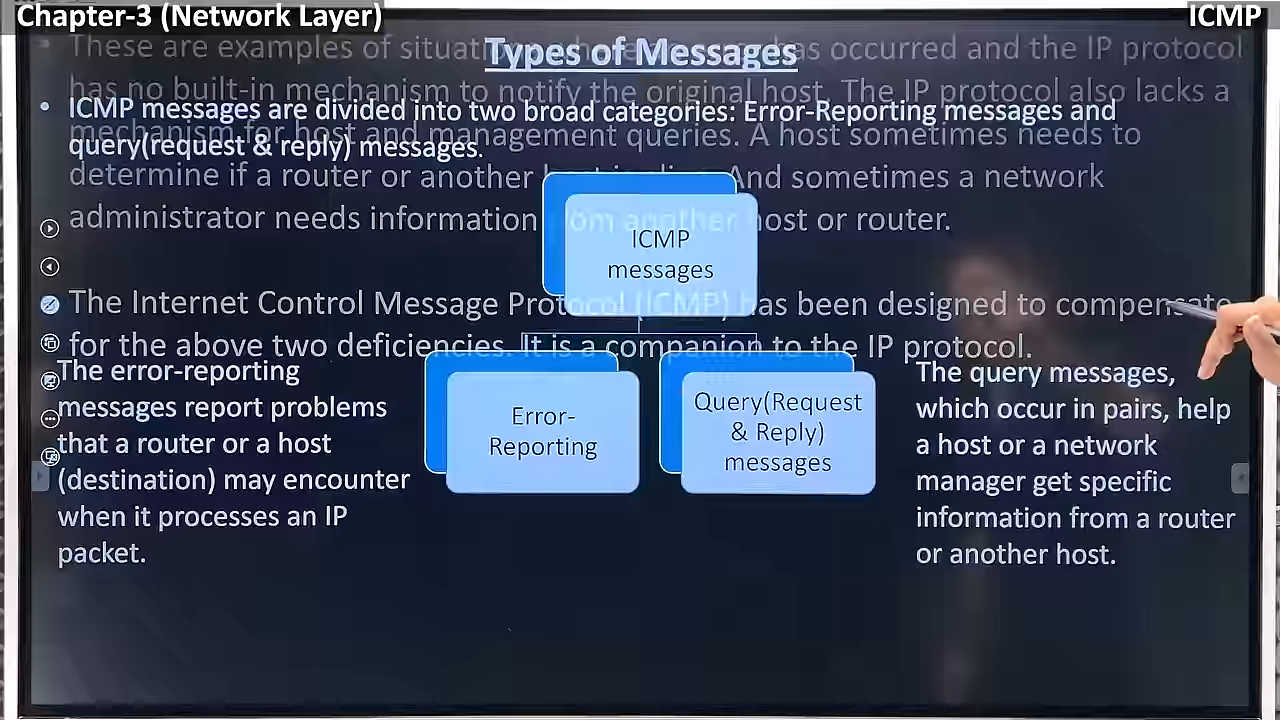 Chapter-3 (Network Layer)
ICMP
Types of Messages
These are examples of has occurred and the IP protocol
has no built-in mechanism to notify the original host. The IP protocol also lacks a
mechanism for host and management queries. A host sometimes needs to
determine if a router or another And sometimes a network
administrator needs information from another host or router.
The Internet Control Message Protocol (ICMP) has been designed to compensate
for the above two deficiencies. It is a companion to the IP protocol.
• ICMP messages are divided into two broad categories: Error-Reporting messages and
query(request & reply) messages.
ICMP
messages
Error-
Reporting
Query(Request
& Reply)
messages
The error-reporting
messages report problems
that a router or a host
(destination) may encounter
when it processes an IP
packet.
The query messages,
which occur in pairs, help
a host or a network
manager get specific
information from a router
or another host.